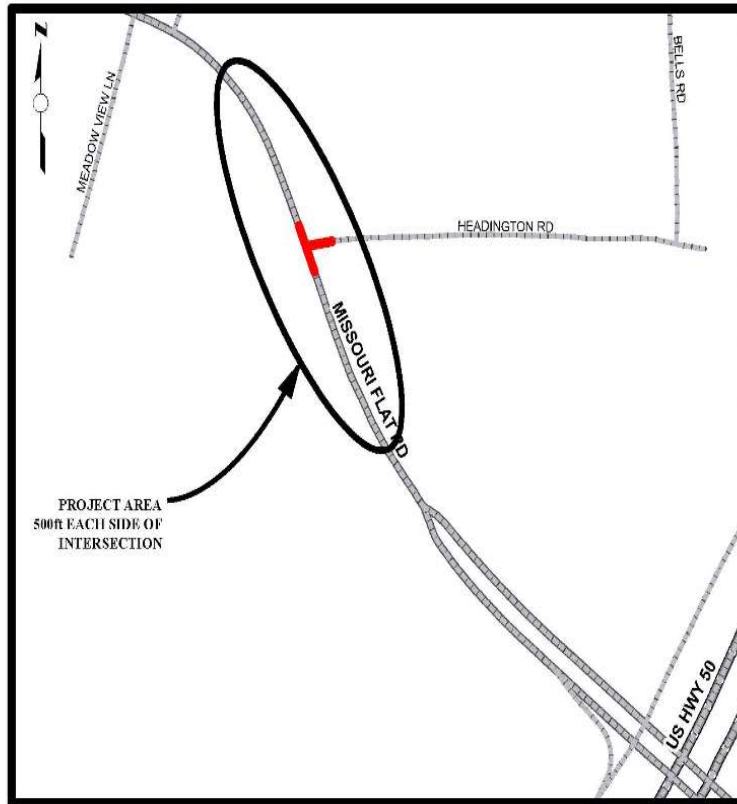 N
MEADOW VIEW LN
BELLS RD
HEADINGTON RD
MISSOURI FLAT RD
PROJECT AREA
500ft EACH SIDE OF
INTERSECTION
US HWY 50